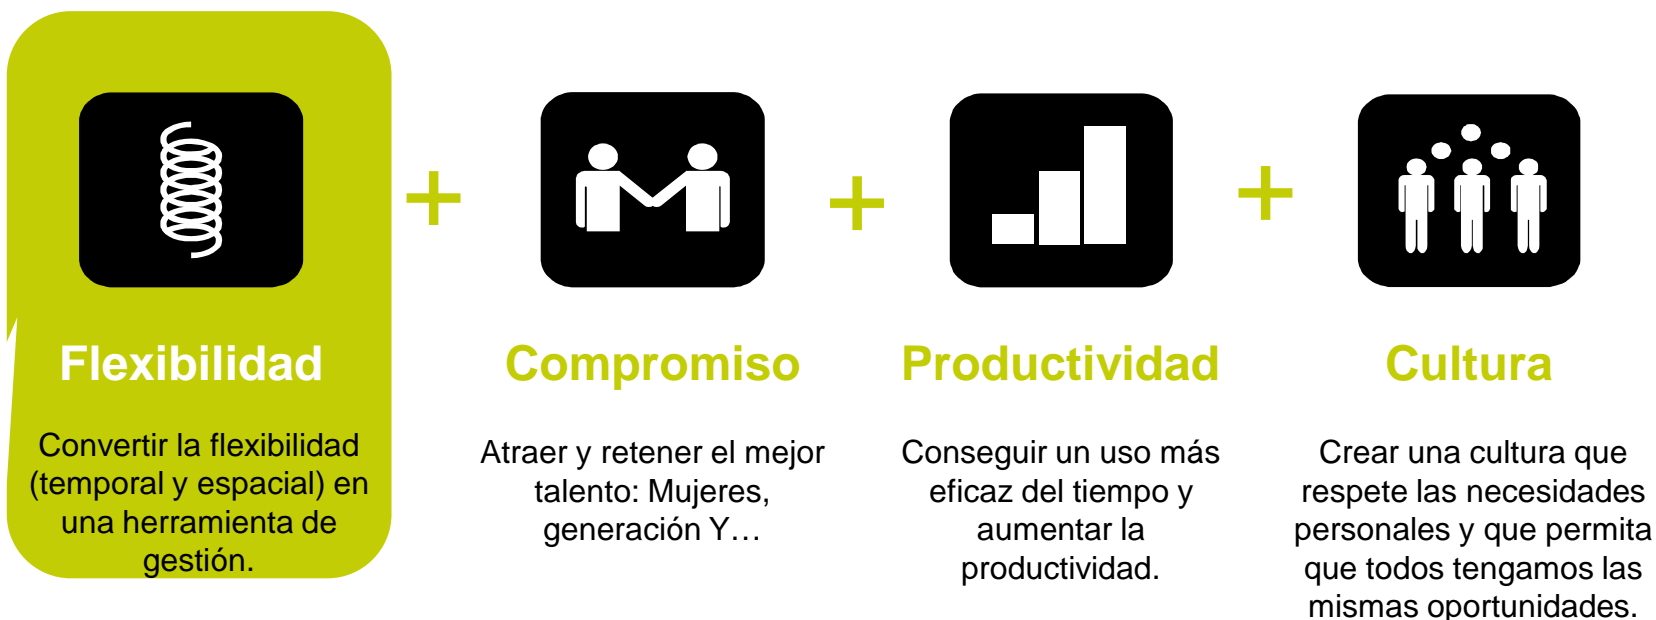 Flexibilidad
Convertir la flexibilidad
(temporal y espacial) en
una herramienta de
gestión.
+
Compromiso
Atraer y retener el mejor
talento: Mujeres,
generación Y…
+
Productividad
Conseguir un uso más
eficaz del tiempo y
aumentar la
productividad.
+
Cultura
Crear una cultura que
respete las necesidades
personales y que permita
que todos tengamos las
mismas oportunidades.